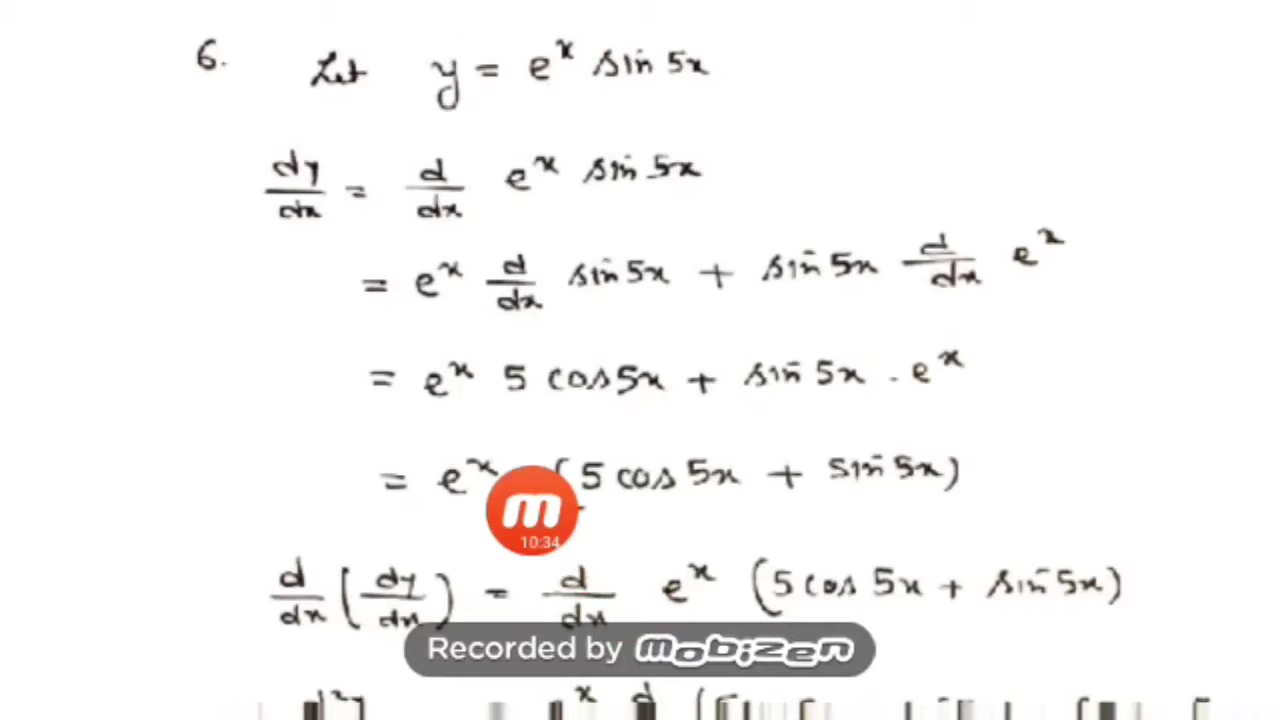 6. Let y = e^x sin 5x
dy/dx = d/dx e^x sin 5x
= e^x d/dx sin 5x + sin 5x d/dx e^x
= e^x 5 cos 5x + sin 5x . e^x
= e^x (5 cos 5x + sin 5x)
m
10:34
d/dx (dy/dx) = d/dx e^x (5 cos 5x + sin 5x)
Recorded by mobizen